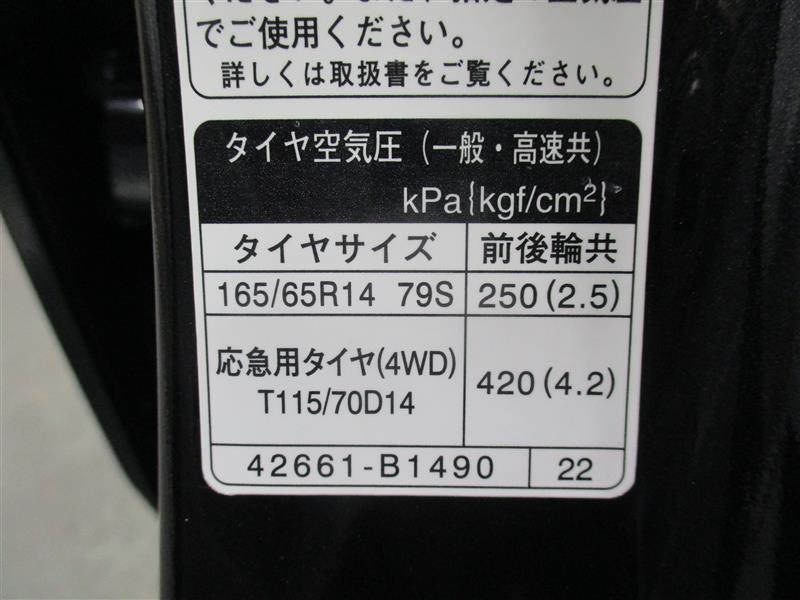 でご使用ください。
詳しくは取扱書をご覧ください。
タイヤ空気圧（一般・高速共）
kPa{kgf/cm²}
タイヤサイズ 前後輪共
165/65R14 79S 250(2.5)
応急用タイヤ(4WD)
T115/70D14 420(4.2)
42661-B1490 22